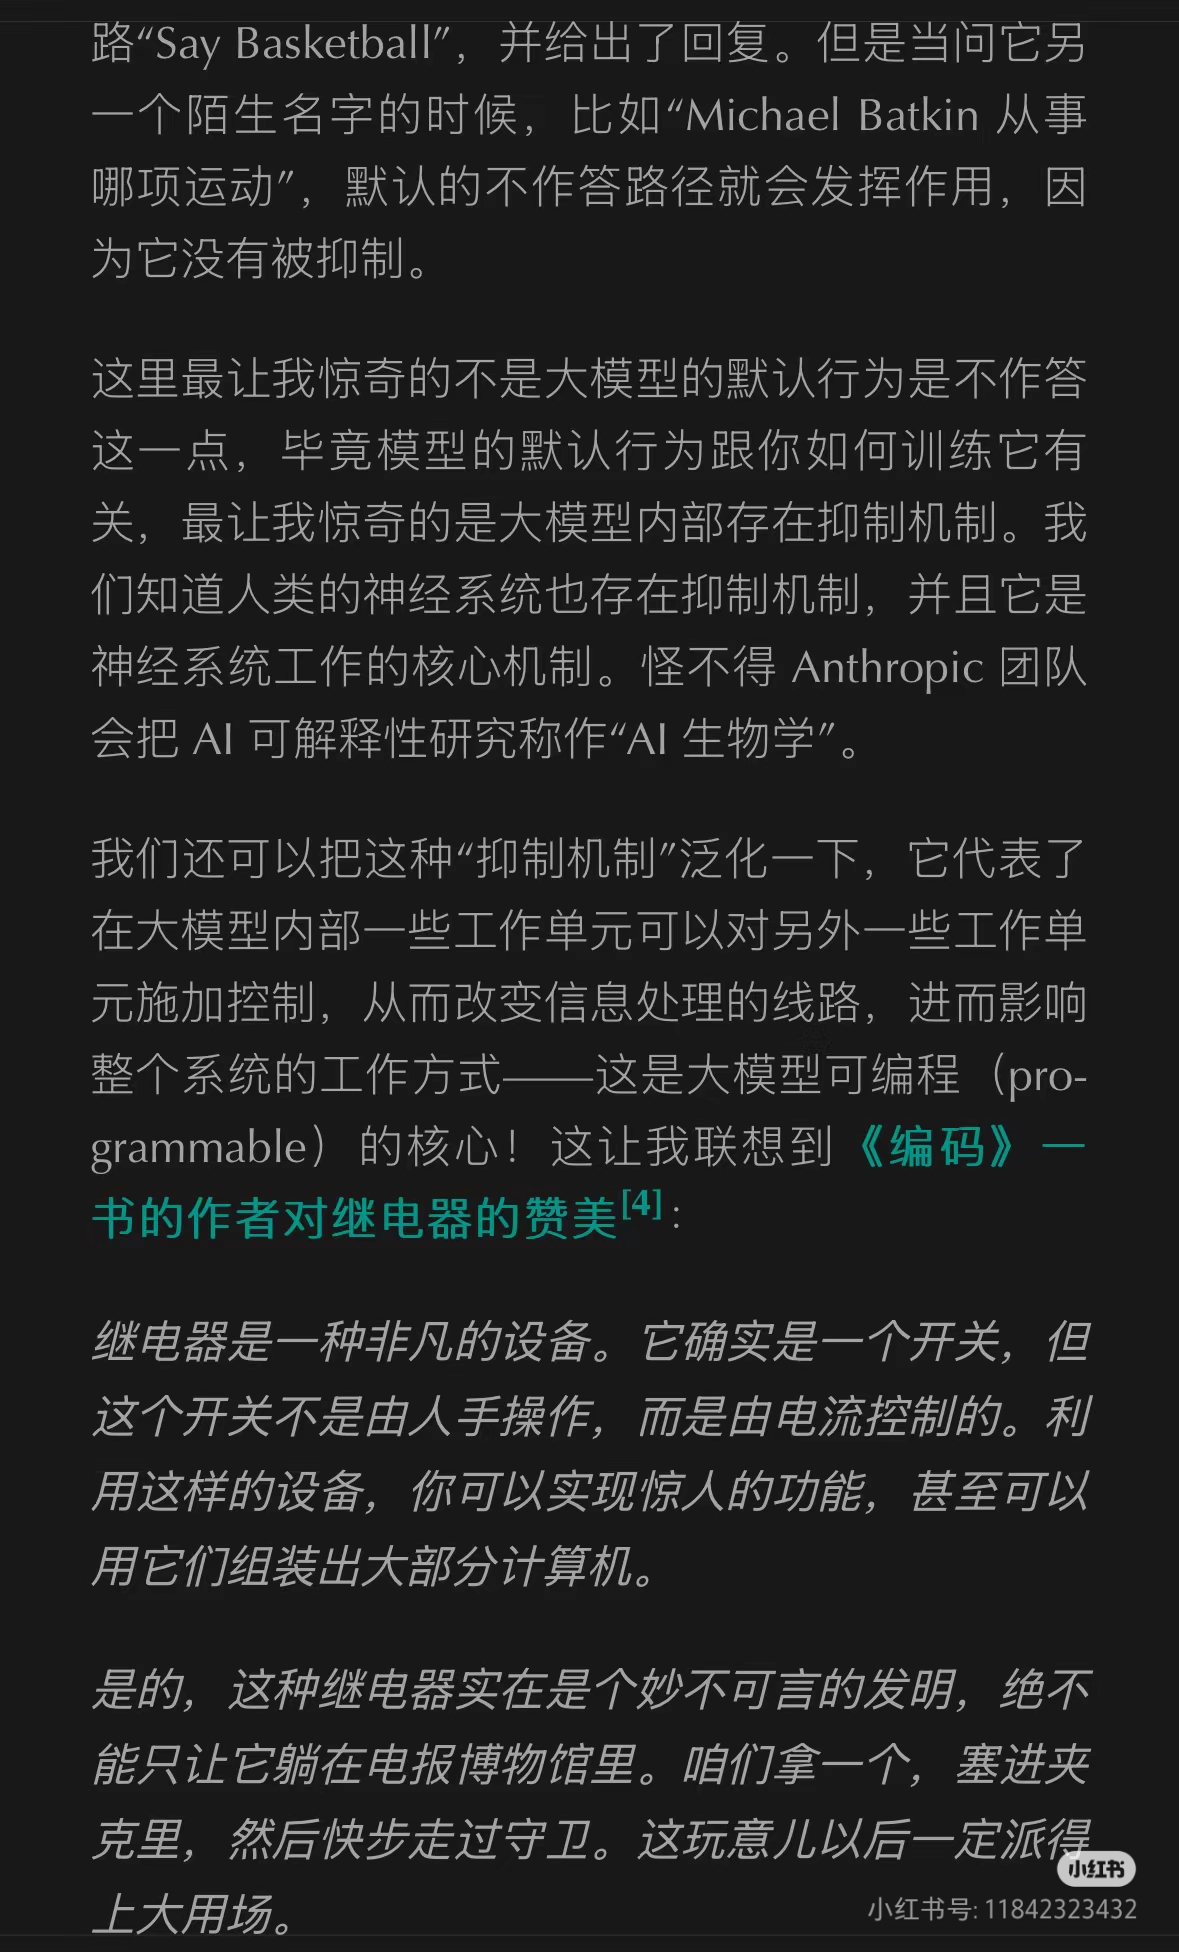 路“Say Basketball”，并给出了回复。但是当问它另
一个陌生名字的时候，比如“Michael Batkin 从事
哪项运动”，默认的不作答路径就会发挥作用，因
为它没有被抑制。
这里最让我惊奇的不是大模型的默认行为是不作答
这一点，毕竟模型的默认行为跟你如何训练它有
关，最让我惊奇的是大模型内部存在抑制机制。我
们知道人类的神经系统也存在抑制机制，并且它是
神经系统工作的核心机制。怪不得 Anthropic 团队
会把 AI 可解释性研究称作“AI 生物学”。
我们还可以把这种“抑制机制”泛化一下，它代表了
在大模型内部一些工作单元可以对另外一些工作单
元施加控制，从而改变信息处理的线路，进而影响
整个系统的工作方式——这是大模型可编程（pro-
grammable）的核心！这让我联想到《编码》一
书的作者对继电器的赞美[4]：
继电器是一种非凡的设备。它确实是一个开关，但
这个开关不是由人手操作，而是由电流控制的。利
用这样的设备，你可以实现惊人的功能，甚至可以
用它们组装出大部分计算机。
是的，这种继电器实在是个妙不可言的发明，绝不
能只让它躺在电报博物馆里。咱们拿一个，塞进夹
克里，然后快步走过守卫。这玩意儿以后一定派得
上大用场。
小红书
小红书号: 11842323432